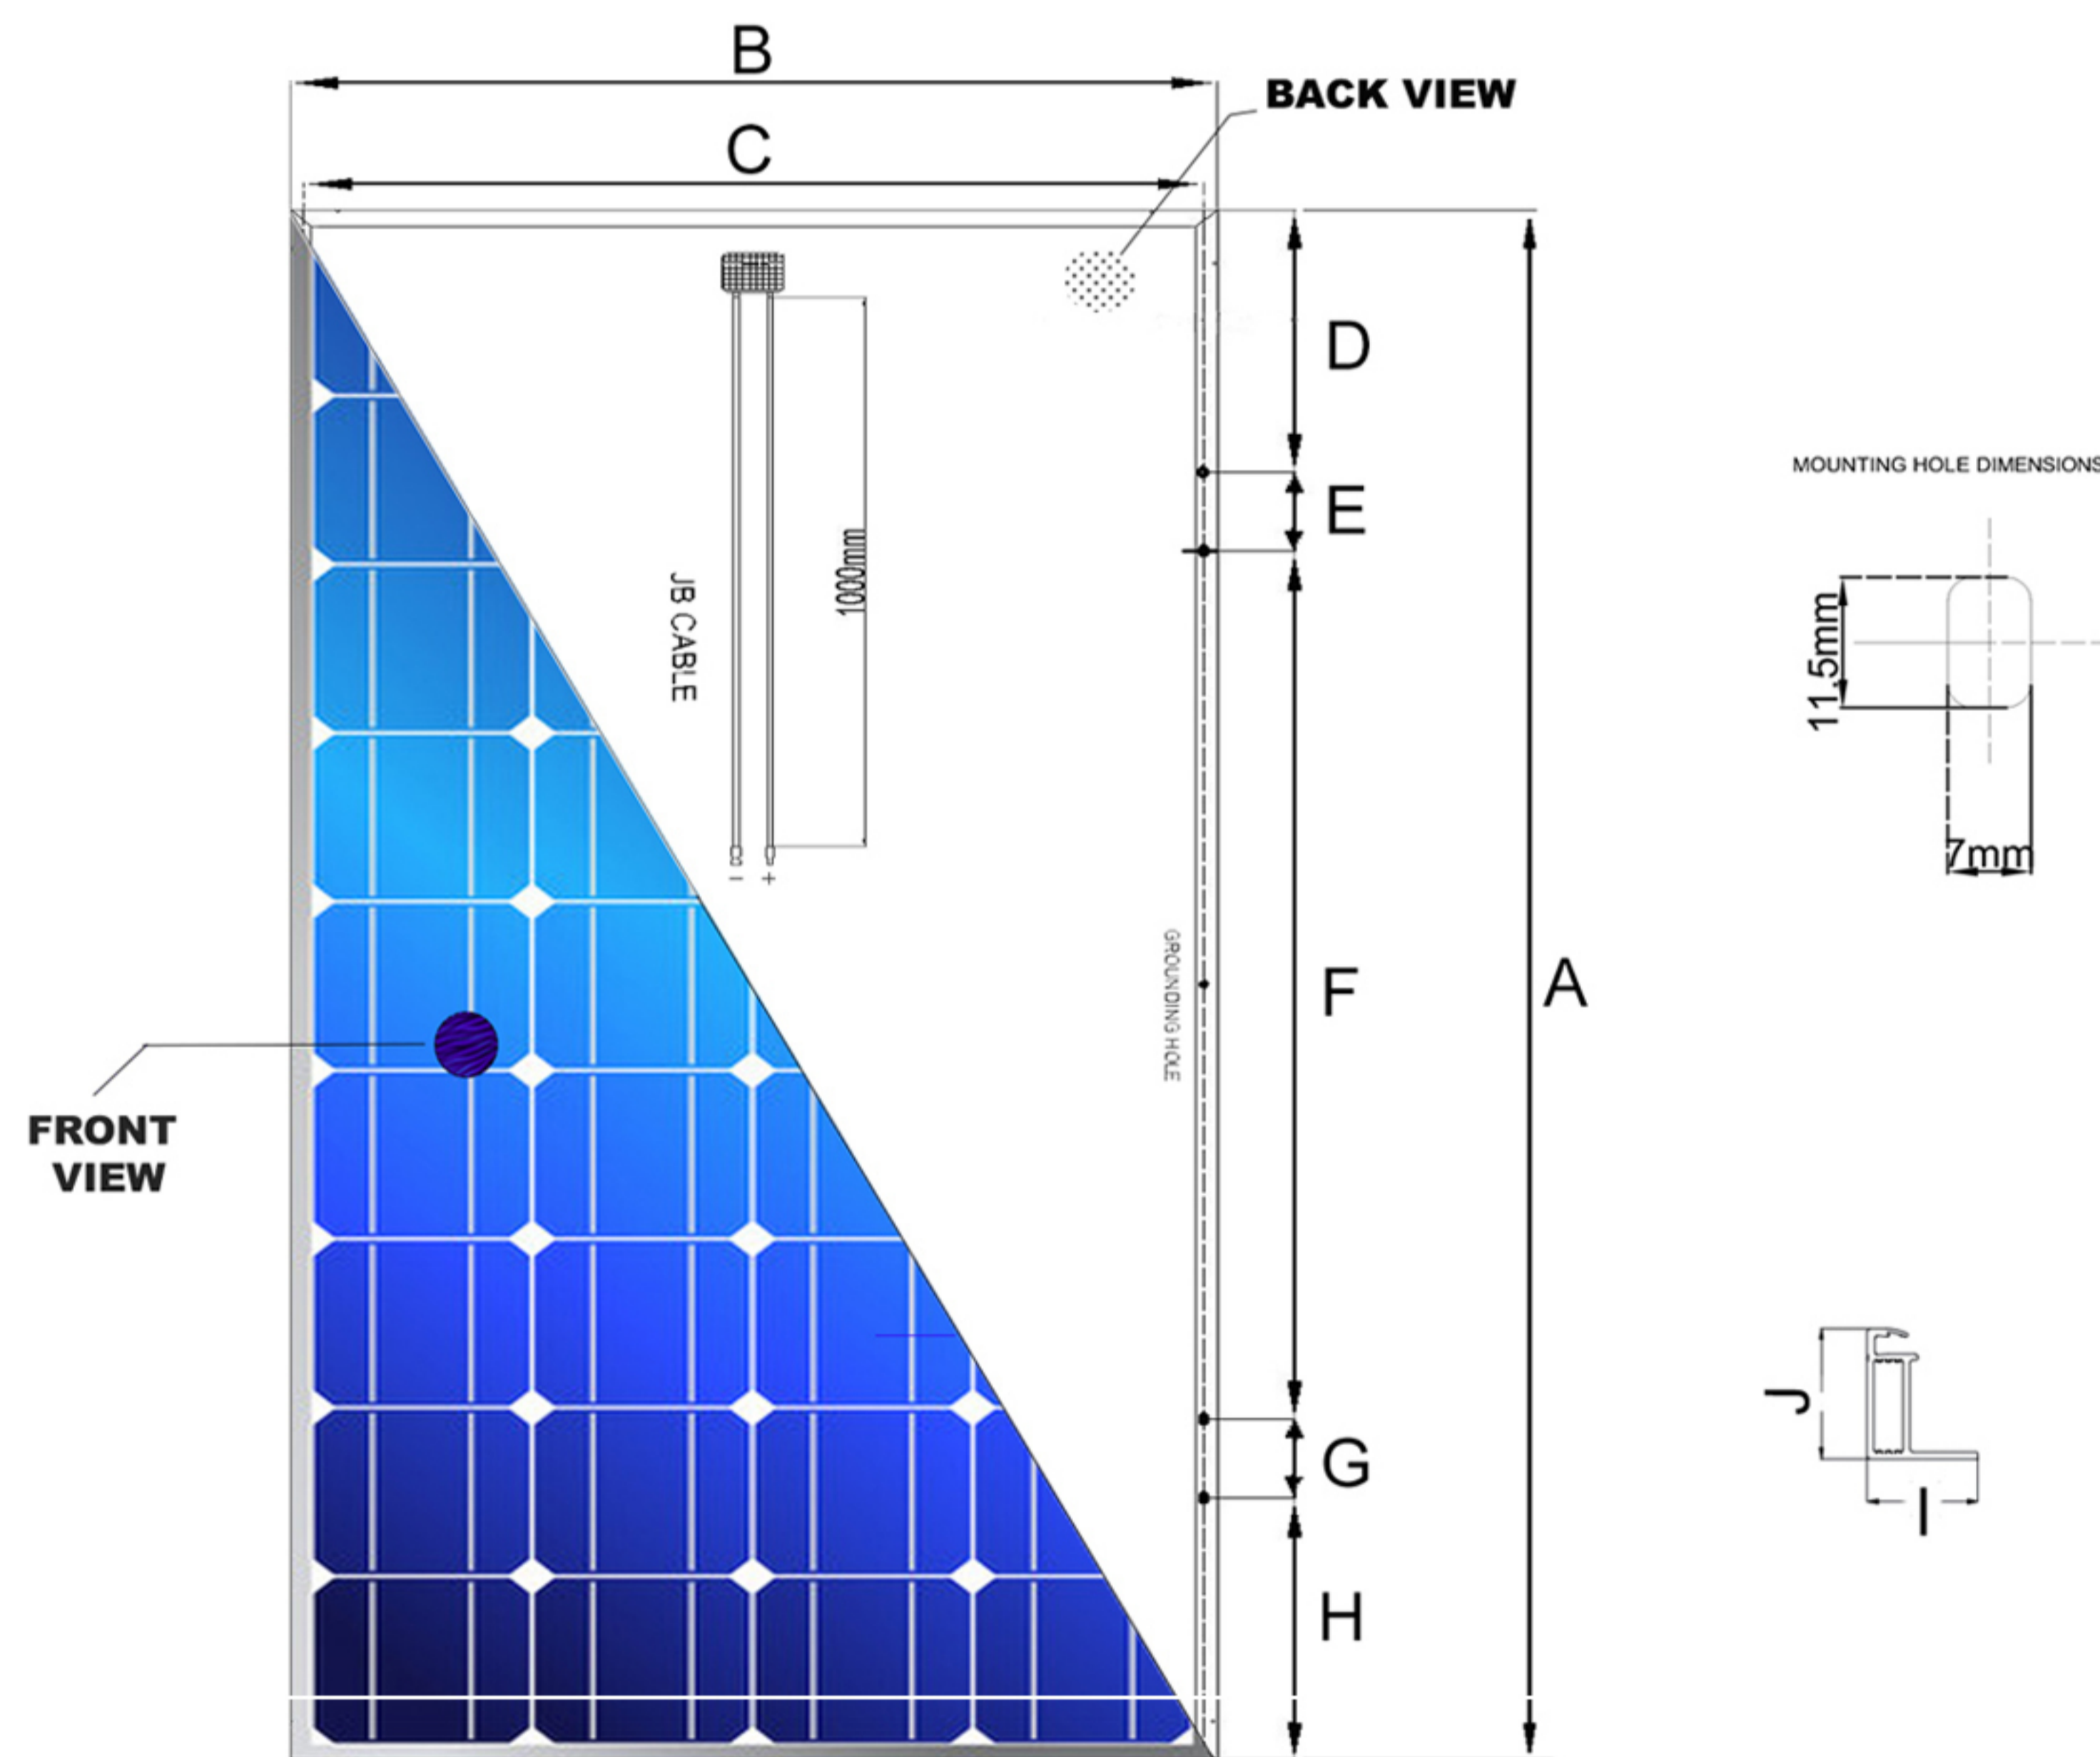 B
BACK VIEW
C
D
E
MOUNTING HOLE DIMENSIONS
1000mm
JB CABLE
11.5mm
7mm
− +
GROUNDING HOLE
F
A
FRONT
VIEW
J
I
G
H